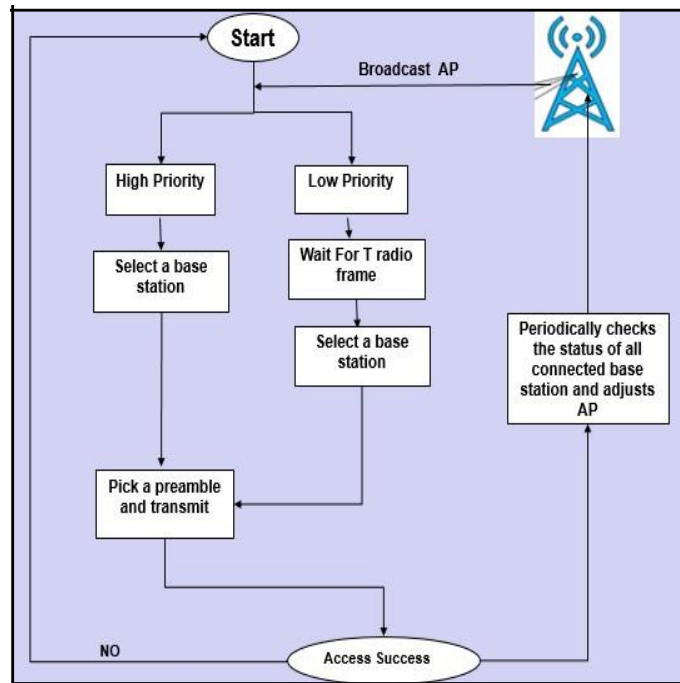 Start
Broadcast AP
High Priority
Low Priority
Select a base
station
Wait For T radio
frame
Select a base
station
Periodically checks
the status of all
connected base
station and adjusts
AP
Pick a preamble
and transmit
NO
Access Success